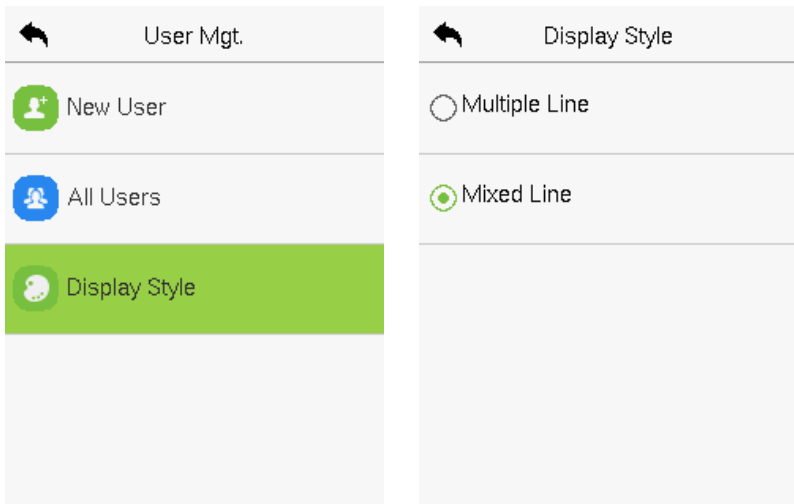 User Mgt.
New User
All Users
Display Style
Display Style
Multiple Line
Mixed Line